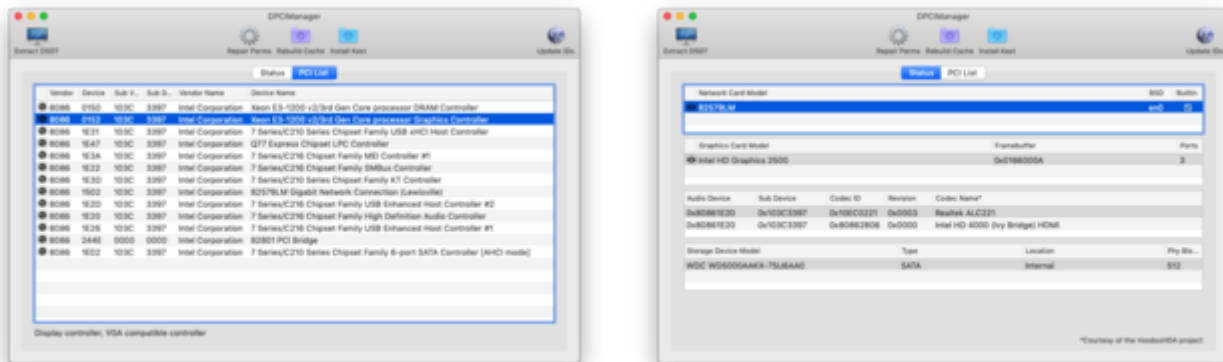 DPCIManager
Extract DSDT
Repair Perms Rebuild Cache Install Kext
Update IDs
Status PCI List
Vendor Device Sub V... Sub D... Vendor Name Device Name
8086 0150 103C 3397 Intel Corporation Xeon E3-1200 v2/3rd Gen Core processor DRAM Controller
8086 0152 103C 3397 Intel Corporation Xeon E3-1200 v2/3rd Gen Core processor Graphics Controller
8086 1E31 103C 3397 Intel Corporation 7 Series/C210 Series Chipset Family USB xHCI Host Controller
8086 1E47 103C 3397 Intel Corporation Q77 Express Chipset LPC Controller
8086 1E3A 103C 3397 Intel Corporation 7 Series/C216 Chipset Family MEI Controller #1
8086 1E22 103C 3397 Intel Corporation 7 Series/C216 Chipset Family SMBus Controller
8086 1E3D 103C 3397 Intel Corporation 7 Series/C210 Series Chipset Family KT Controller
8086 1502 103C 3397 Intel Corporation 82579LM Gigabit Network Connection (Lewisville)
8086 1E2D 103C 3397 Intel Corporation 7 Series/C216 Chipset Family USB Enhanced Host Controller #2
8086 1E20 103C 3397 Intel Corporation 7 Series/C216 Chipset Family High Definition Audio Controller
8086 1E26 103C 3397 Intel Corporation 7 Series/C216 Chipset Family USB Enhanced Host Controller #1
8086 244E 0000 0000 Intel Corporation 82801 PCI Bridge
8086 1E02 103C 3397 Intel Corporation 7 Series/C210 Series Chipset Family 6-port SATA Controller [AHCI mode]
Display controller, VGA compatible controller
DPCIManager
Extract DSDT
Repair Perms Rebuild Cache Install Kext
Update IDs
Status PCI List
Network Card Model BSD Builtin
82579LM en0
Graphics Card Model Framebuffer Ports
Intel HD Graphics 2500 0x0166000A 3
Audio Device Sub Device Codec ID Revision Codec Name*
0x80861E20 0x103C3397 0x10EC0221 0x0003 Realtek ALC221
0x80861E20 0x103C3397 0x80862806 0x0000 Intel HD 4000 (Ivy Bridge) HDMI
Storage Device Model Type Location Phy Blo...
WDC WD5000AAKX-75U6AA0 SATA Internal 512
*Courtesy of the VoodooHDA project